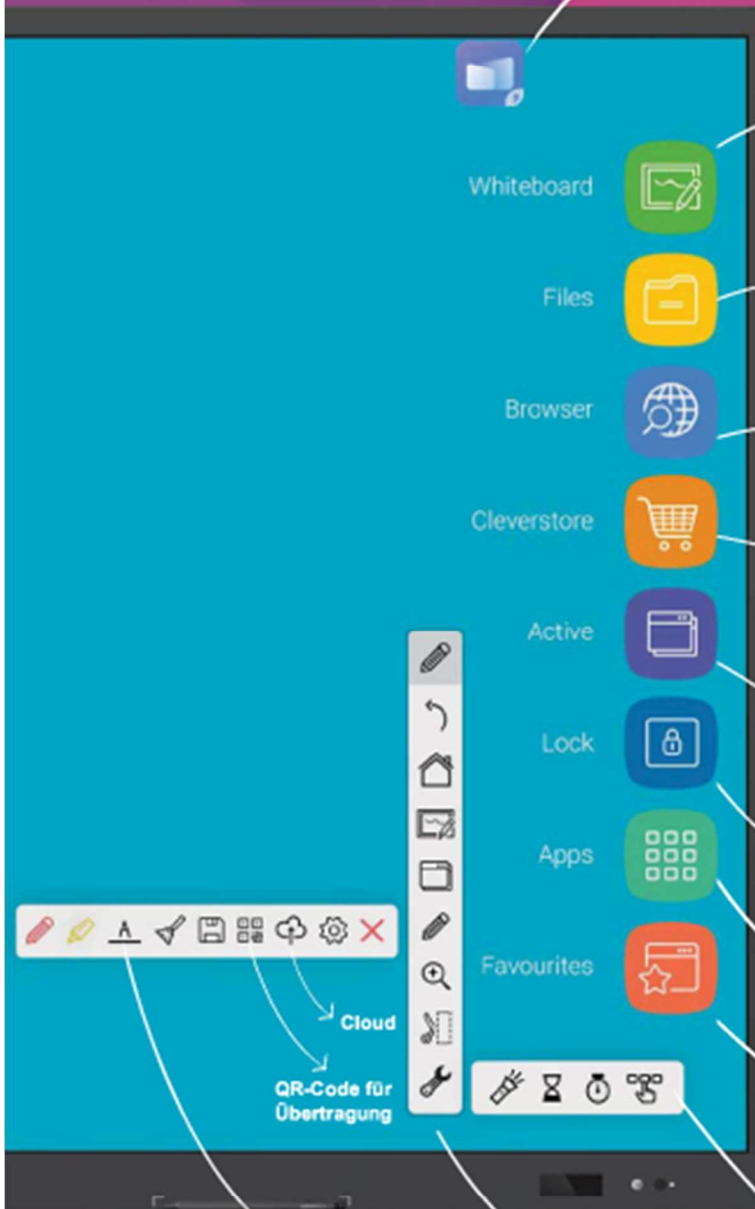 Whiteboard
Files
Browser
Cleverstore
Active
Lock
Apps
Favourites
Cloud
QR-Code für
Übertragung